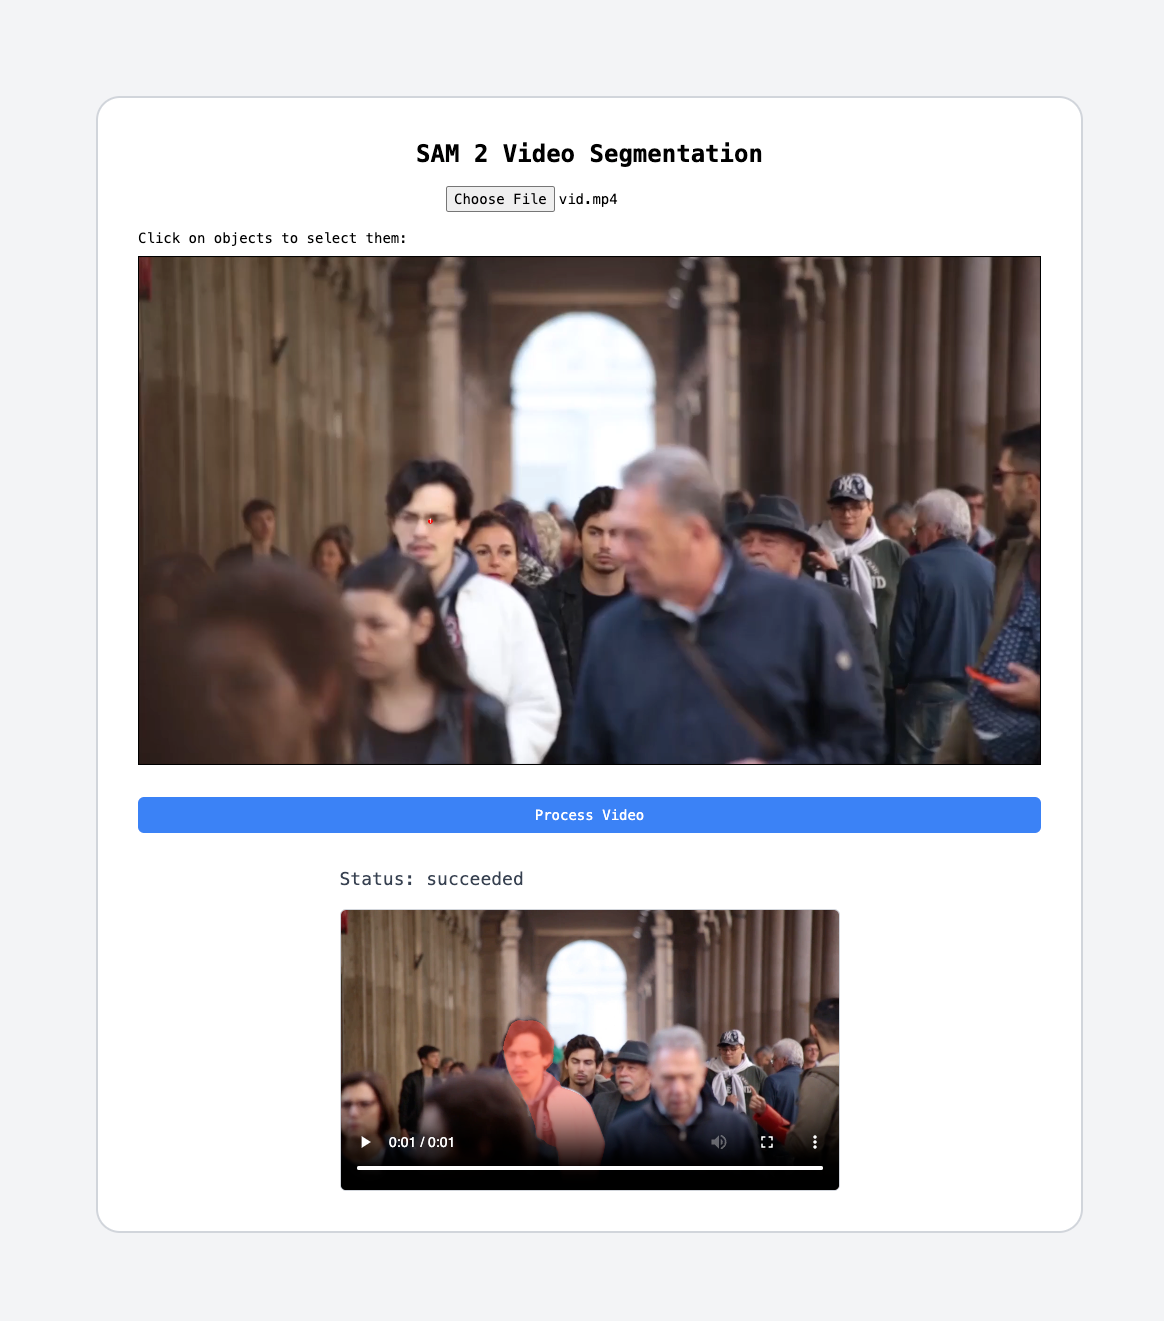 SAM 2 Video Segmentation
Choose File vid.mp4
Click on objects to select them:
Process Video
Status: succeeded
0:01 / 0:01